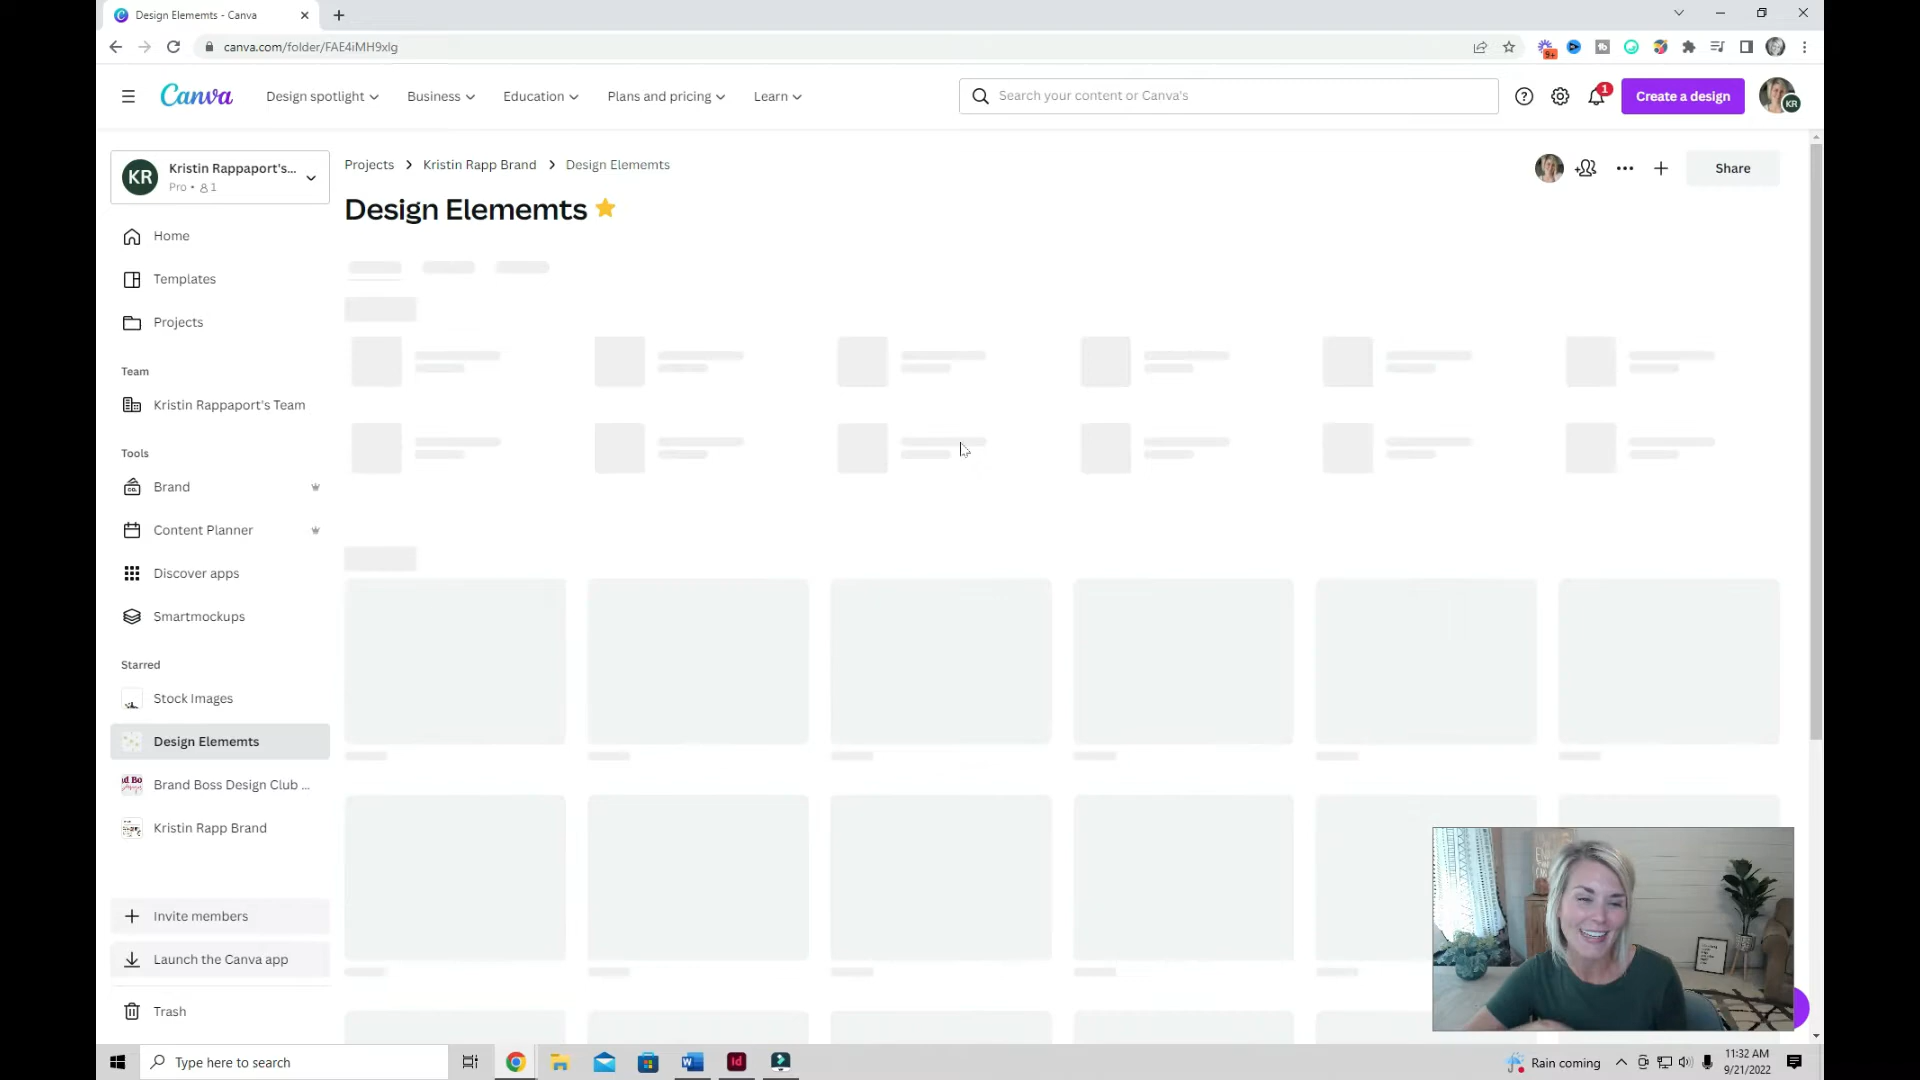 Design Elememts - Canva
canva.com/folder/FAE4iMH9xlg
9+
Canva
Design spotlight
Business
Education
Plans and pricing
Learn
Search your content or Canva's
1
Create a design
KR
KR
Kristin Rappaport's...
Pro • 1
Projects
Kristin Rapp Brand
Design Elememts
Share
Design Elememts
Home
Templates
Projects
Team
Kristin Rappaport's Team
Tools
Brand
Content Planner
Discover apps
Smartmockups
Starred
Stock Images
Design Elememts
Brand Boss Design Club ...
Kristin Rapp Brand
Invite members
Launch the Canva app
Trash
Type here to search
Rain coming
11:32 AM
9/21/2022